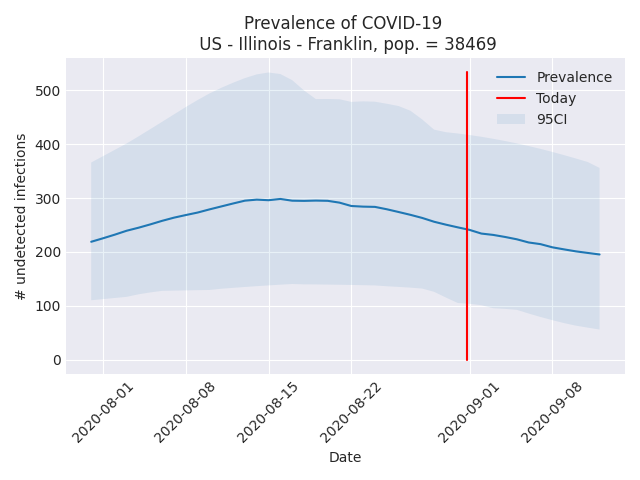 Prevalence of COVID-19
US - Illinois - Franklin, pop. = 38469
Prevalence
Today
95CI
# undetected infections
500
400
300
200
100
0
2020-08-01
2020-08-08
2020-08-15
2020-08-22
2020-09-01
2020-09-08
Date